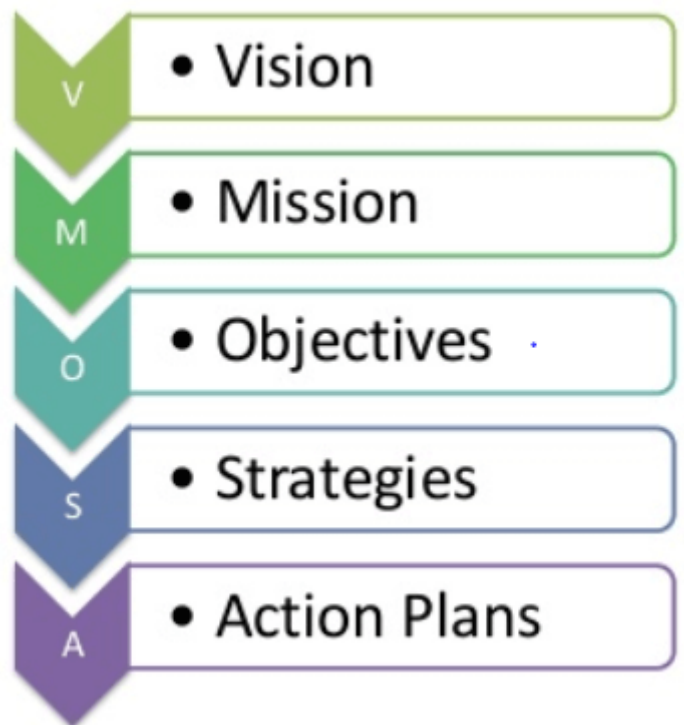 V
• Vision
M
• Mission
O
• Objectives
S
• Strategies
A
• Action Plans